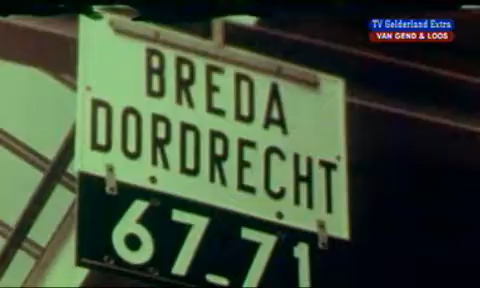 TV Gelderland Extra
VAN GEND & LOOS
BREDA
DORDRECHT
67-71